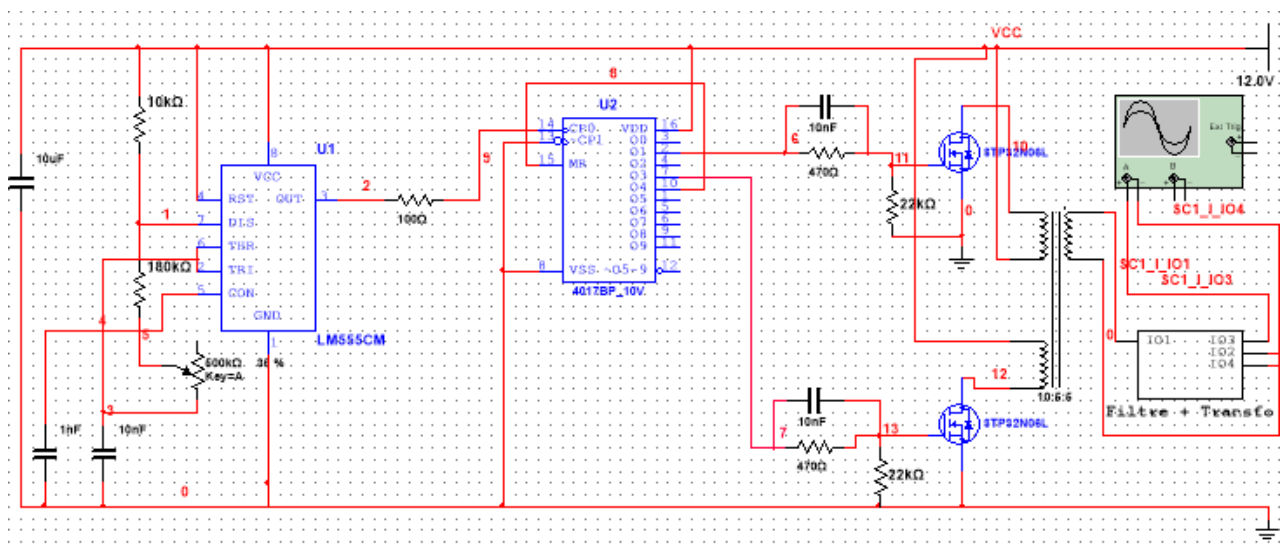 VCC
12.0V
8
U2
10kΩ
10uF
U1
8
VCC
4 RST OUT 3
2
100Ω
9
1
7 DIS
6 THR
2 TRI
180kΩ
5 CON
GND
1
LM555CM
4
5
500kΩ 36 %
Key=A
3
1nF
10nF
0
14 CP0 VDD 16
13 ~CP1 O0 3
15 MR O1 2
O2 4
O3 7
O4 10
O5 1
O6 5
O7 6
O8 9
O9 11
8 VSS ~O5-9 12
4017BP_10V
10nF
6
470Ω
11
22kΩ
STP32N06L
10
0
Ext Trig
A
B
SC1_I_IO4
SC1_I_IO1
SC1_I_IO3
0
IO1 IO3
IO2
IO4
Filtre + Transfo
10:6:6
12
10nF
7
470Ω
13
22kΩ
STP32N06L